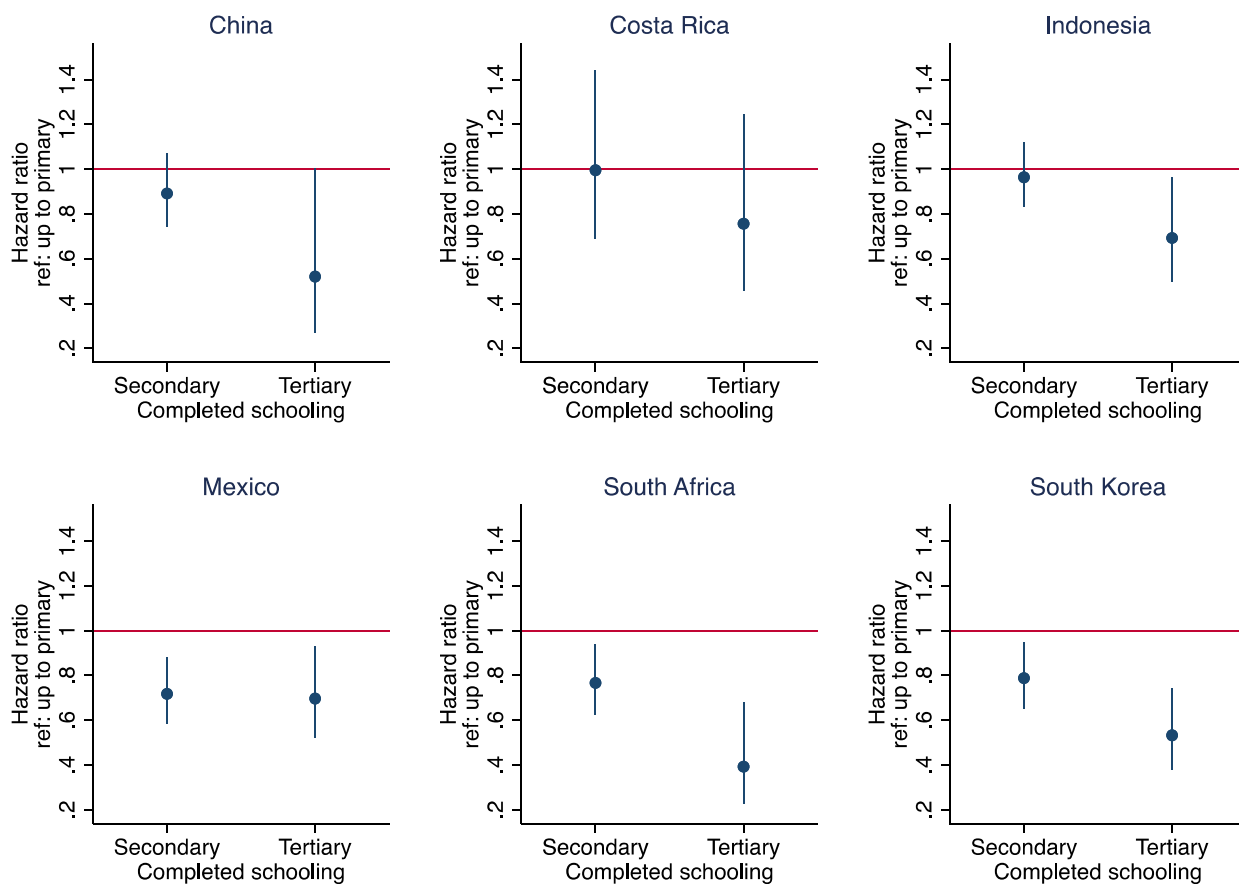 China
Hazard ratio
ref: up to primary
1.4
1.2
1
.8
.6
.4
.2
Secondary Tertiary
Completed schooling
Costa Rica
Hazard ratio
ref: up to primary
1.4
1.2
1
.8
.6
.4
.2
Secondary Tertiary
Completed schooling
Indonesia
Hazard ratio
ref: up to primary
1.4
1.2
1
.8
.6
.4
.2
Secondary Tertiary
Completed schooling
Mexico
Hazard ratio
ref: up to primary
1.4
1.2
1
.8
.6
.4
.2
Secondary Tertiary
Completed schooling
South Africa
Hazard ratio
ref: up to primary
1.4
1.2
1
.8
.6
.4
.2
Secondary Tertiary
Completed schooling
South Korea
Hazard ratio
ref: up to primary
1.4
1.2
1
.8
.6
.4
.2
Secondary Tertiary
Completed schooling